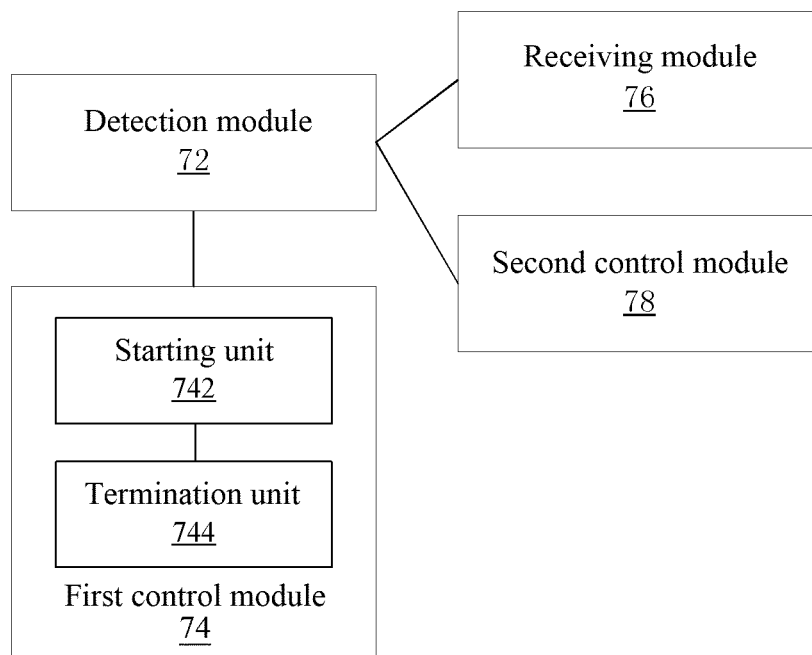 Receiving module
76
Detection module
72
Second control module
78
Starting unit
742
Termination unit
744
First control module
74